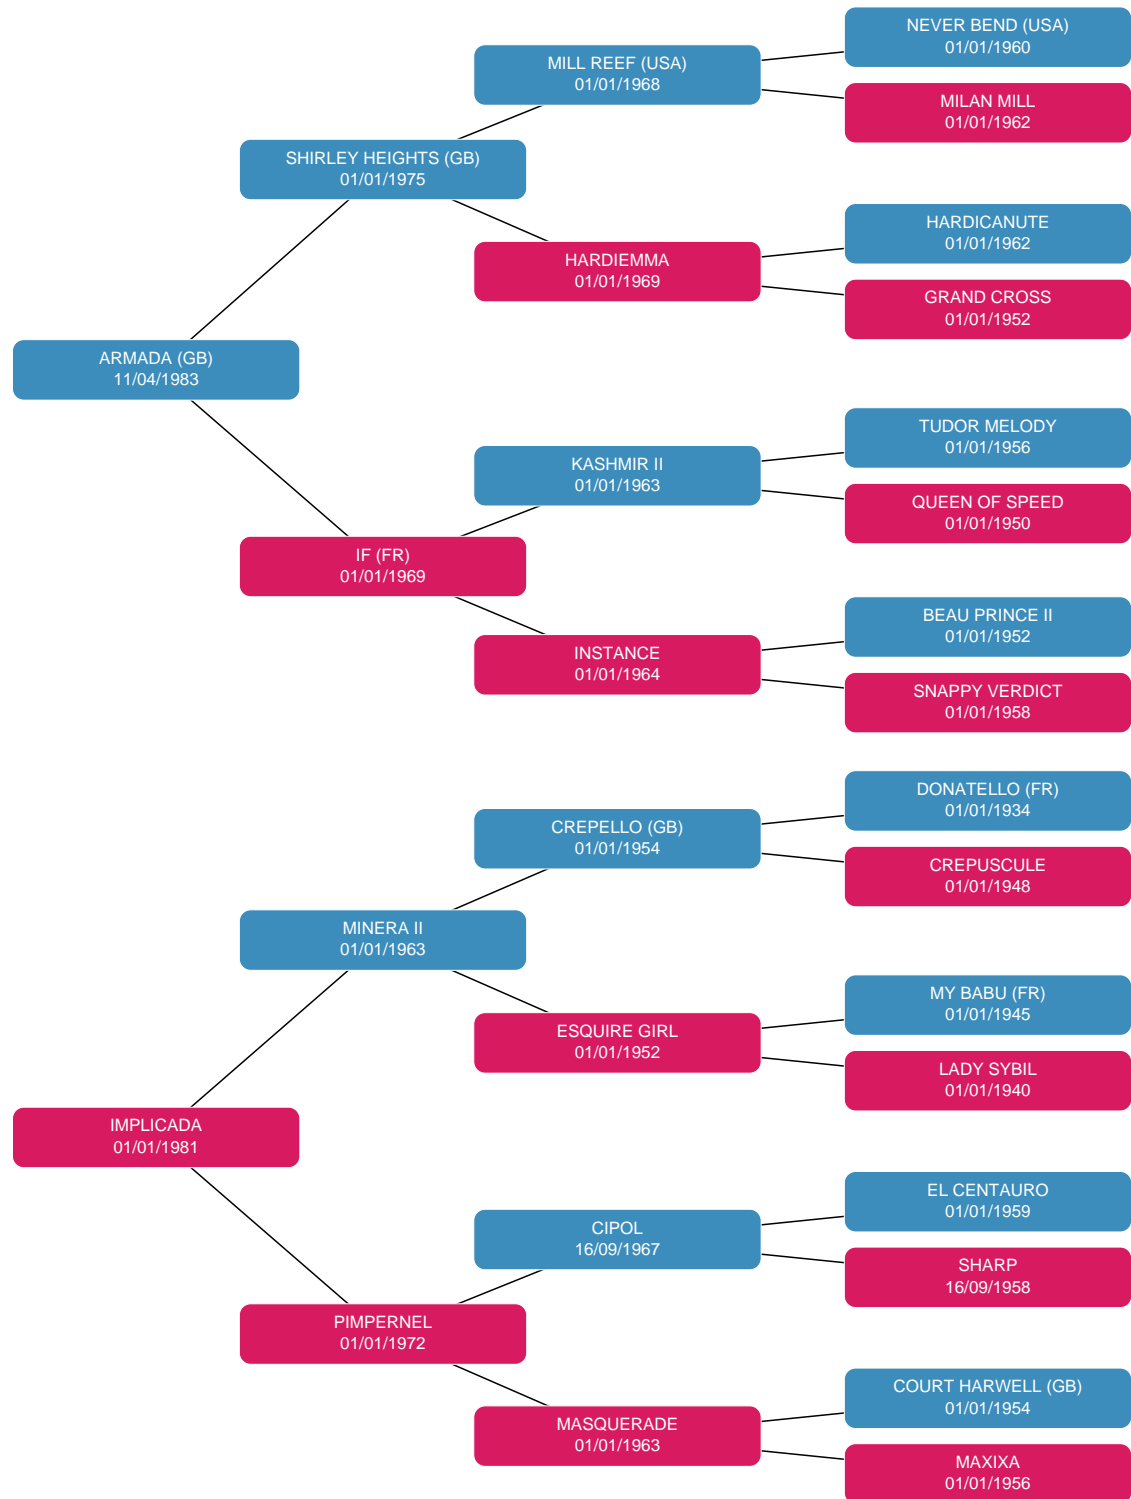 NEVER BEND (USA)
01/01/1960
MILL REEF (USA)
01/01/1968
MILAN MILL
01/01/1962
SHIRLEY HEIGHTS (GB)
01/01/1975
HARDICANUTE
01/01/1962
HARDIEMMA
01/01/1969
GRAND CROSS
01/01/1952
ARMADA (GB)
11/04/1983
TUDOR MELODY
01/01/1956
KASHMIR II
01/01/1963
QUEEN OF SPEED
01/01/1950
IF (FR)
01/01/1969
BEAU PRINCE II
01/01/1952
INSTANCE
01/01/1964
SNAPPY VERDICT
01/01/1958
DONATELLO (FR)
01/01/1934
CREPELLO (GB)
01/01/1954
CREPUSCULE
01/01/1948
MINERA II
01/01/1963
MY BABU (FR)
01/01/1945
ESQUIRE GIRL
01/01/1952
LADY SYBIL
01/01/1940
IMPLICADA
01/01/1981
EL CENTAURO
01/01/1959
CIPOL
16/09/1967
SHARP
16/09/1958
PIMPERNEL
01/01/1972
COURT HARWELL (GB)
01/01/1954
MASQUERADE
01/01/1963
MAXIXA
01/01/1956